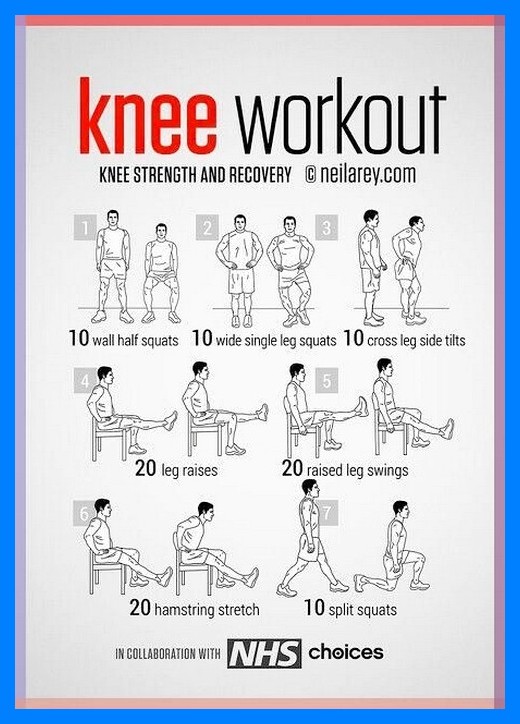 knee workout
KNEE STRENGTH AND RECOVERY © neilarey.com
1 2 3
10 wall half squats 10 wide single leg squats 10 cross leg side tilts
4 5
20 leg raises 20 raised leg swings
6 7
20 hamstring stretch 10 split squats
IN COLLABORATION WITH NHS choices